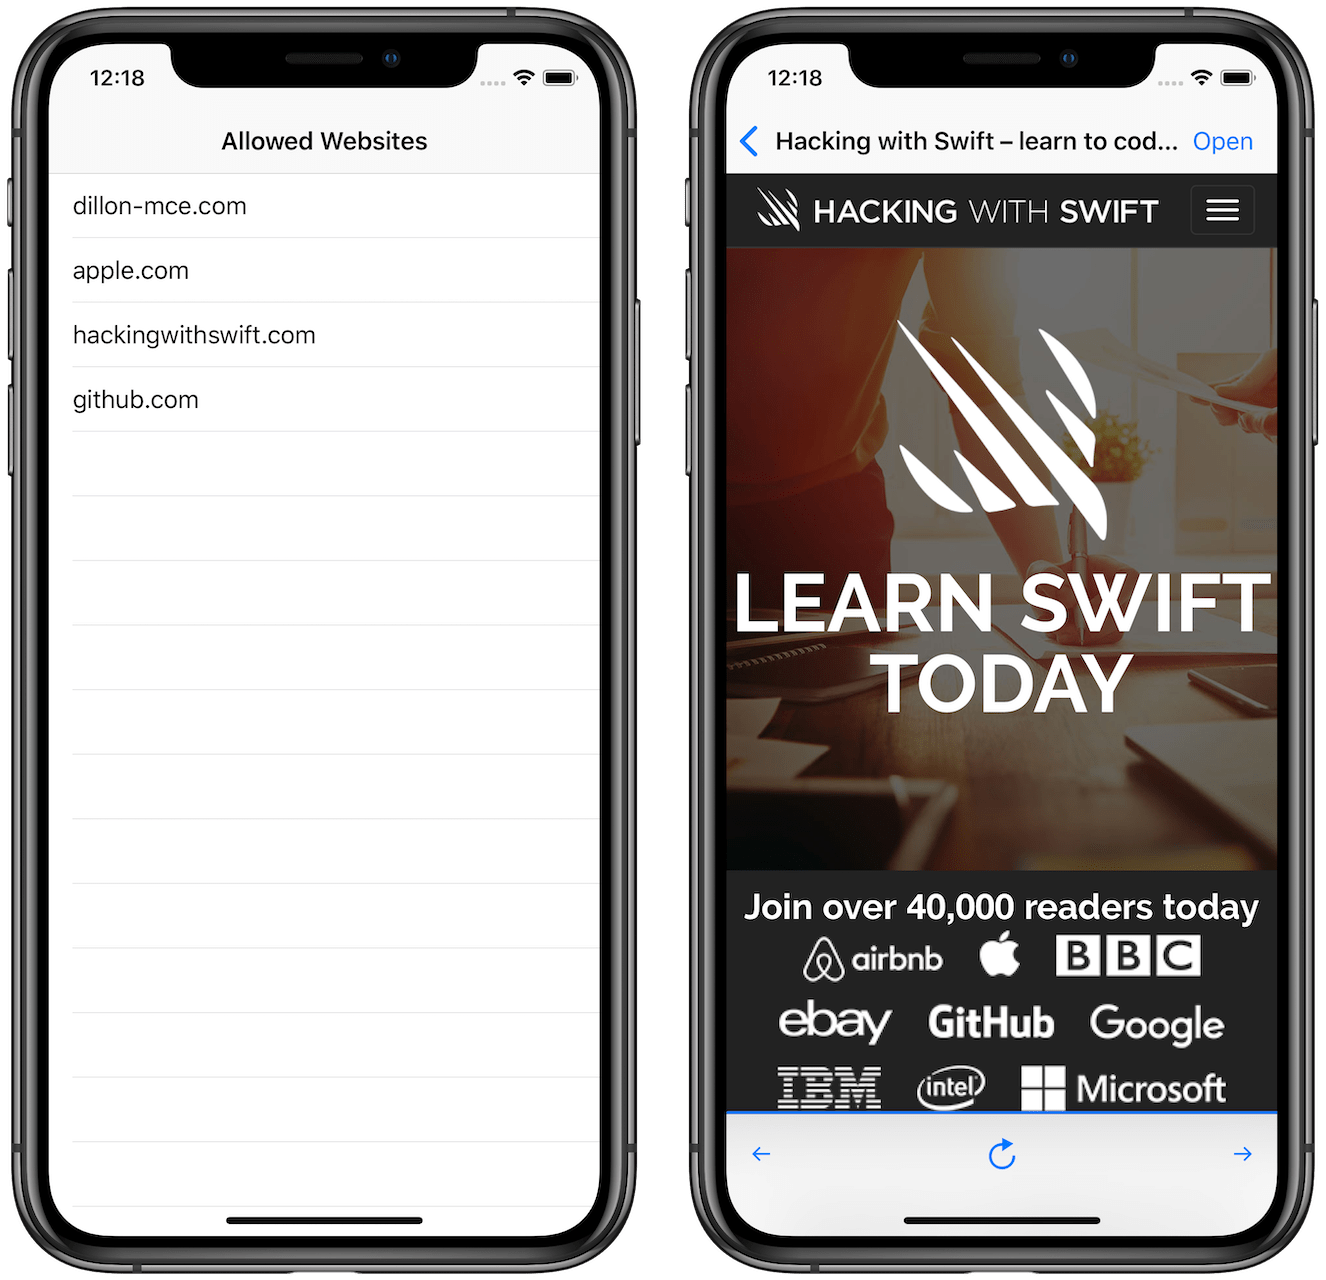 12:18
Allowed Websites
dillon-mce.com
apple.com
hackingwithswift.com
github.com
12:18
Hacking with Swift – learn to cod... Open
HACKING WITH SWIFT
LEARN SWIFT
TODAY
Join over 40,000 readers today
airbnb BBC
ebay GitHub Google
IBM intel Microsoft